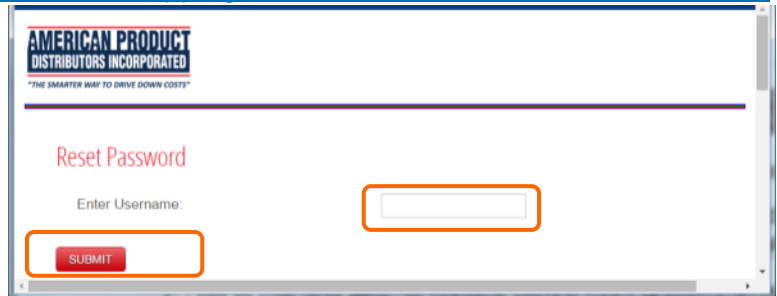 AMERICAN PRODUCT
DISTRIBUTORS INCORPORATED
"THE SMARTER WAY TO DRIVE DOWN COSTS"
Reset Password
Enter Username:
SUBMIT